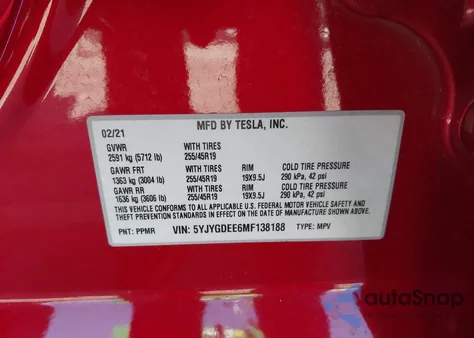 02/21 MFD BY TESLA, INC.
GVWR WITH TIRES
2591 kg (5712 lb) 255/45R19
GAWR FRT WITH TIRES RIM COLD TIRE PRESSURE
1363 kg (3004 lb) 255/45R19 19X9.5J 290 kPa, 42 psi
GAWR RR WITH TIRES RIM COLD TIRE PRESSURE
1636 kg (3606 lb) 255/45R19 19X9.5J 290 kPa, 42 psi
THIS VEHICLE CONFORMS TO ALL APPLICABLE U.S. FEDERAL MOTOR VEHICLE SAFETY AND
THEFT PREVENTION STANDARDS IN EFFECT ON DATE OF MANUFACTURE SHOWN ABOVE.
PNT: PPMR VIN: 5YJYGDEE6MF138188 TYPE: MPV
autoSnap